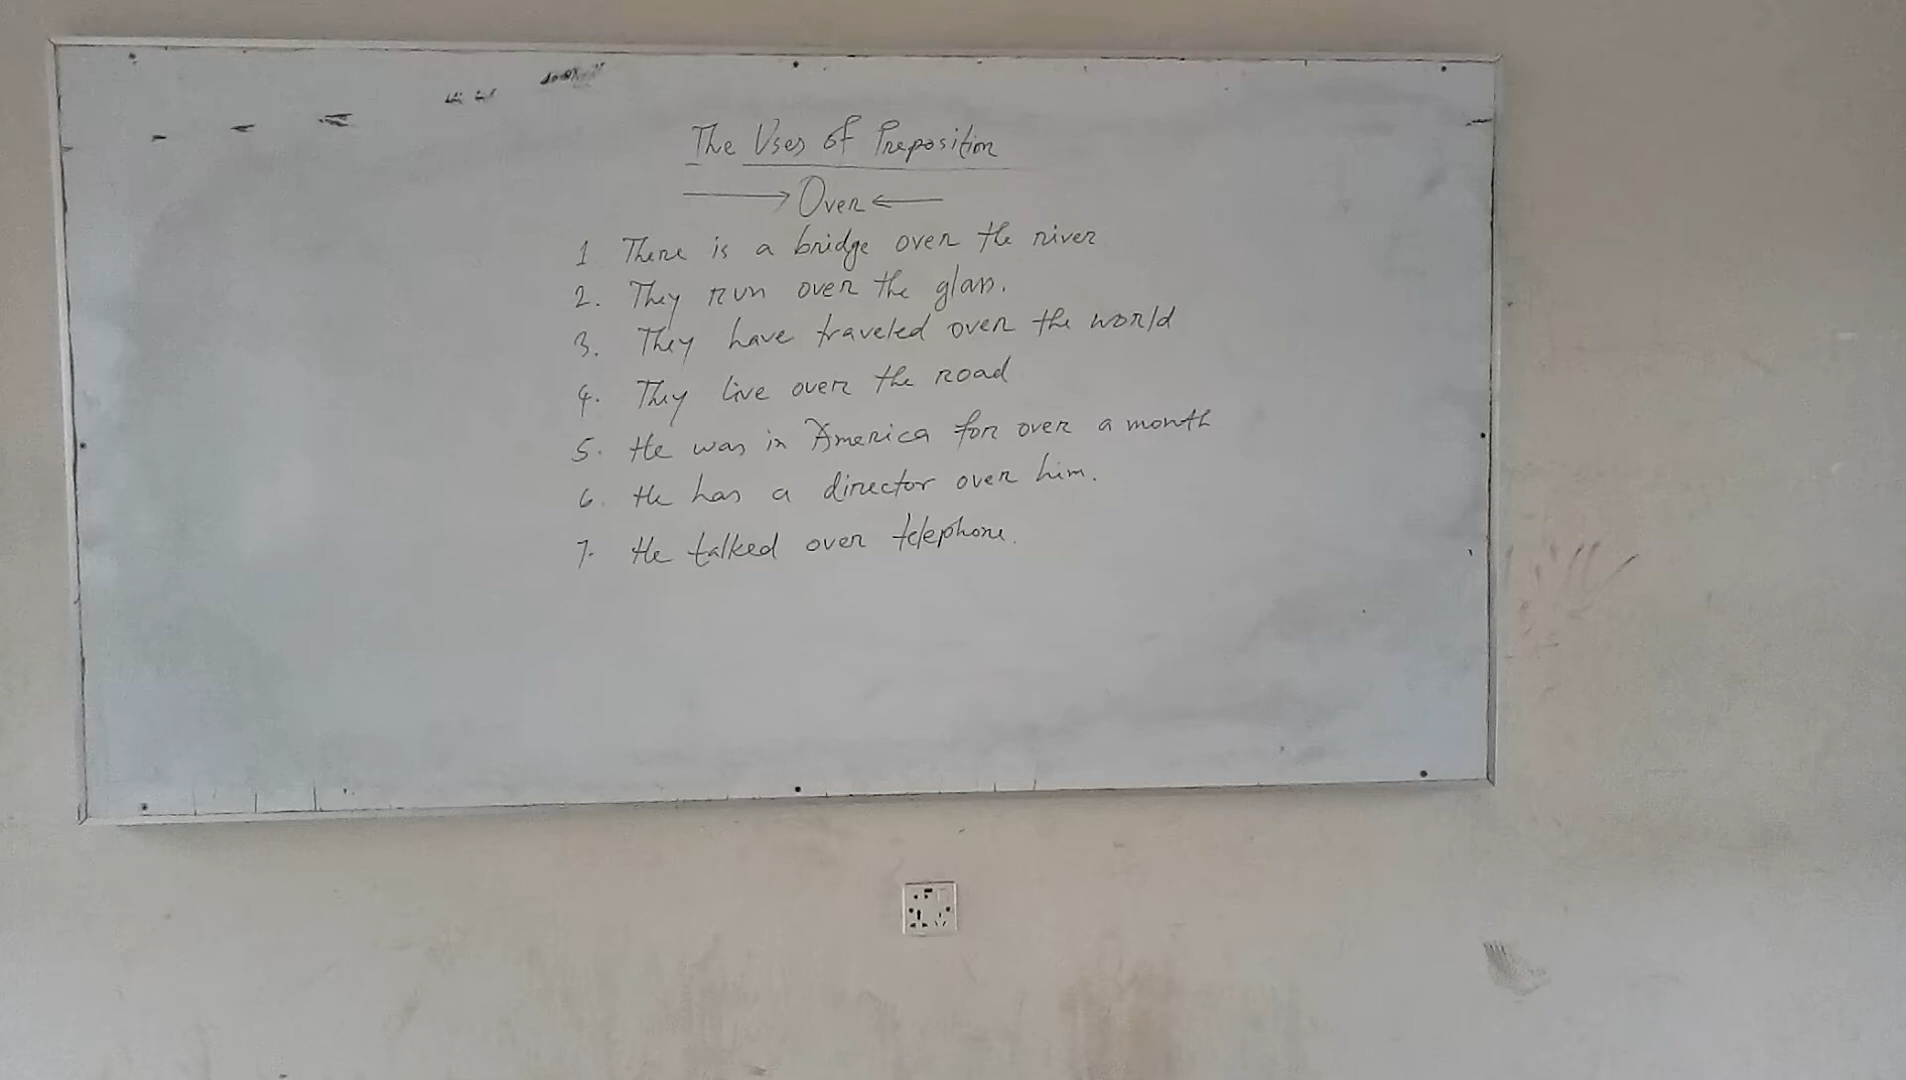 The Uses of Preposition
Over
1 There is a bridge over the river
2. They run over the glass.
3. They have traveled over the world
4. They live over the road
5. He was in America for over a month
6. He has a director over him.
7. He talked over telephone.